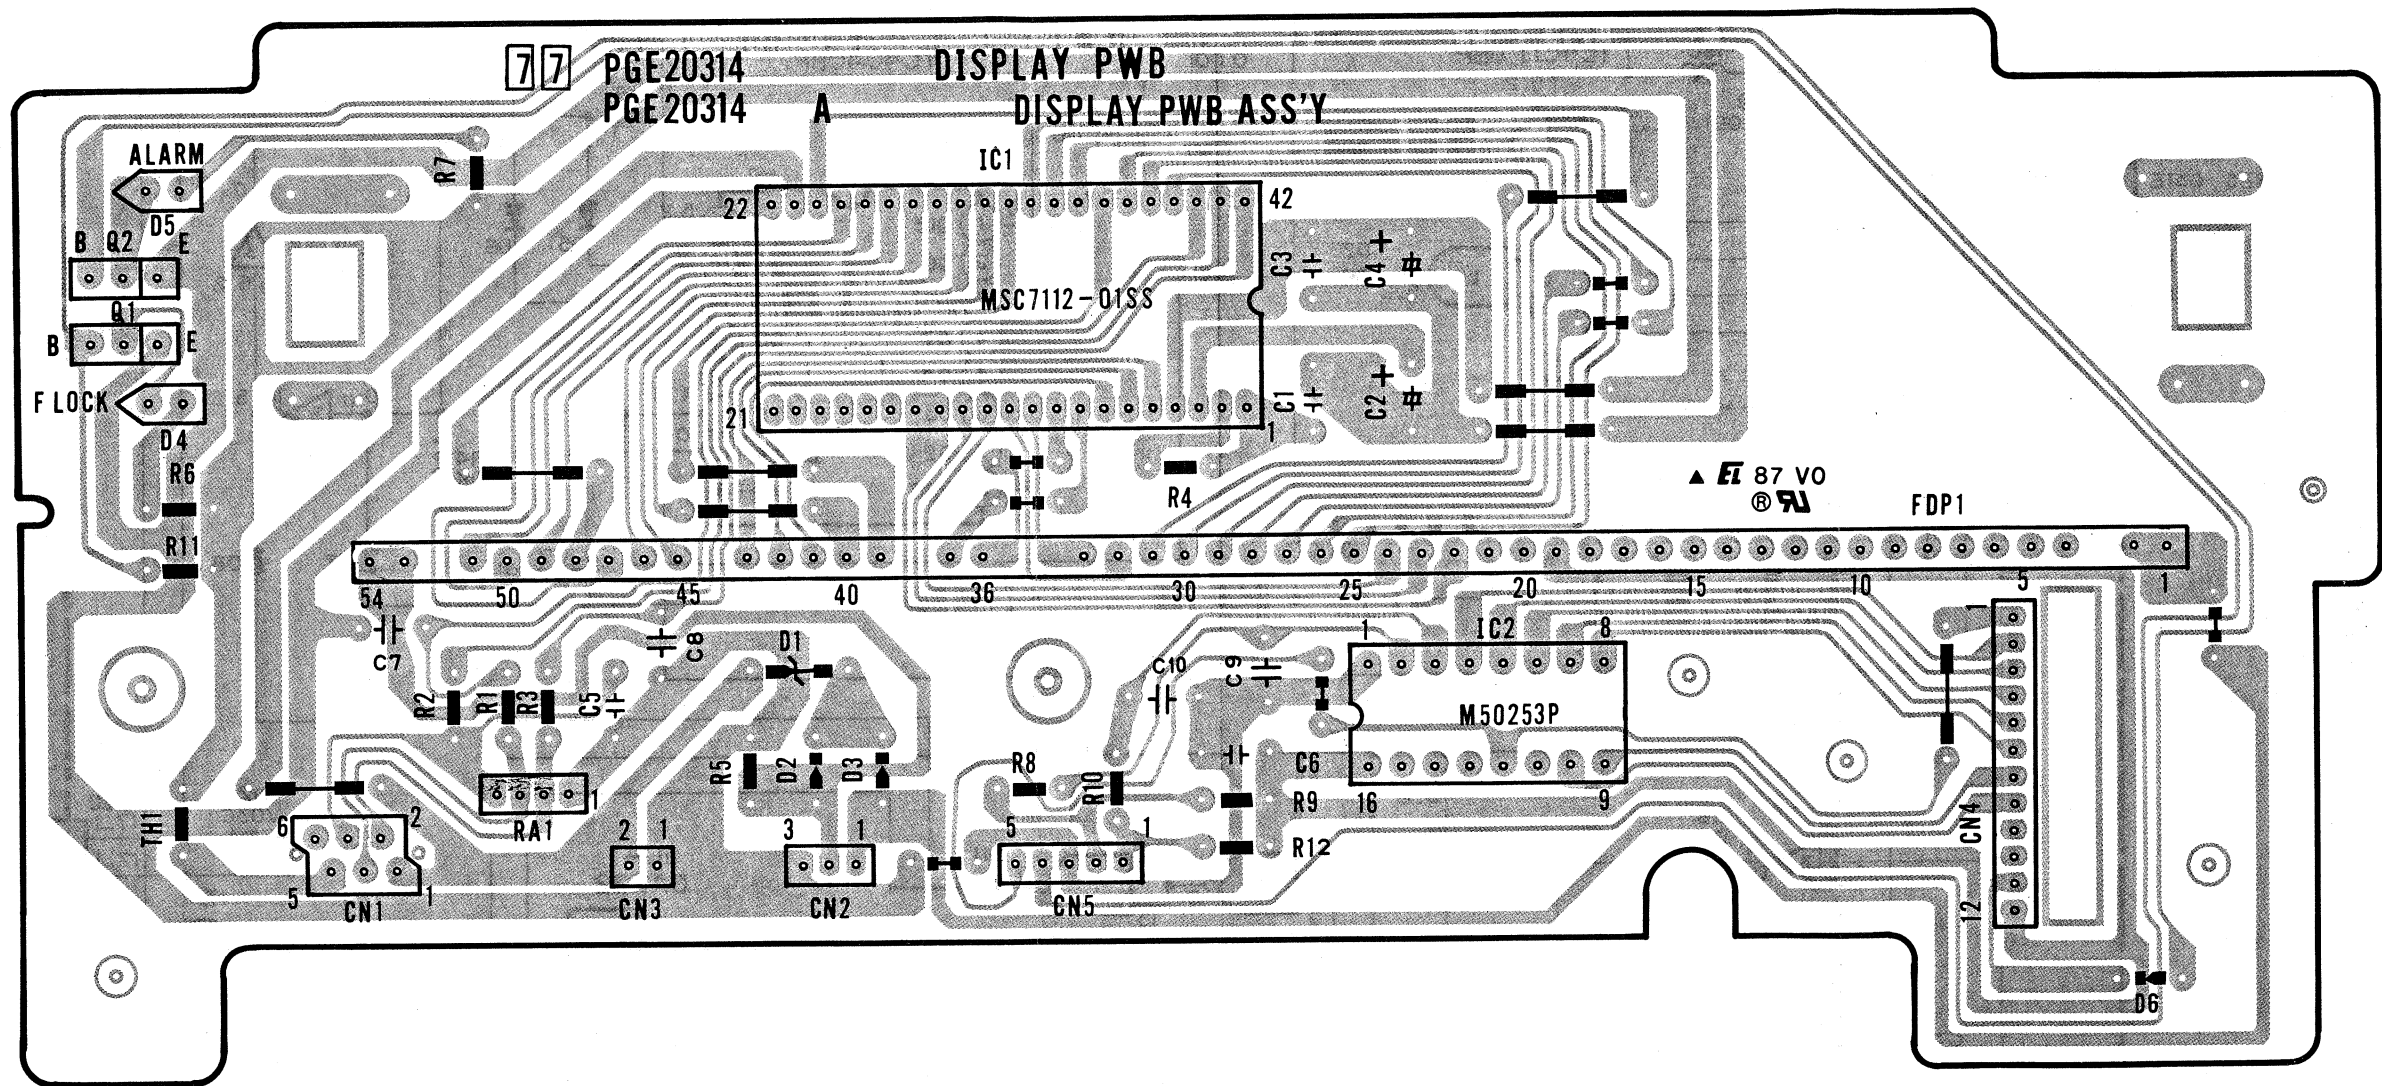 77 PGE20314 DISPLAY PWB
PGE20314 A DISPLAY PWB ASS'Y
ALARM
R7
IC1
D5
22
42
B Q2 E
C3
C4
MSC7112-01SS
Q1
B E
F LOCK
D4
21
1
C1
C2
R6
R4
EL 87 VO
® RU
FDP1
R11
54 50 45 40 36 30 25 20 15 10 5 1
C7
C8
D1
C10
C9
1 IC2 8
1
R2
R1
R3
C5
M50253P
R5
D2
D3
R8
R10
C6
R9
16
9
CN4
TH1
6
2
1
RA1
2 1
3 1
5 1
R12
5
CN1
1
CN3
CN2
CN5
12
D6